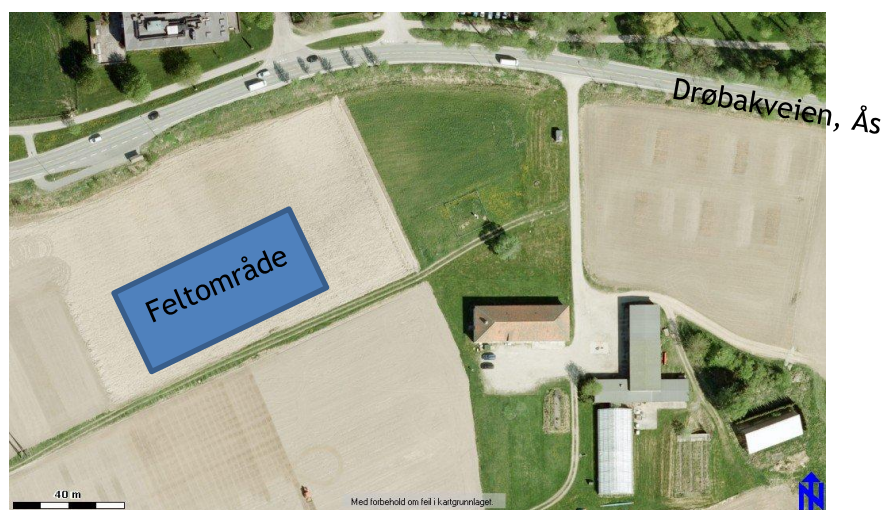 Drøbakveien, Ås
Feltområde
40 m
Med forbehold om feil i kartgrunnlaget.
N